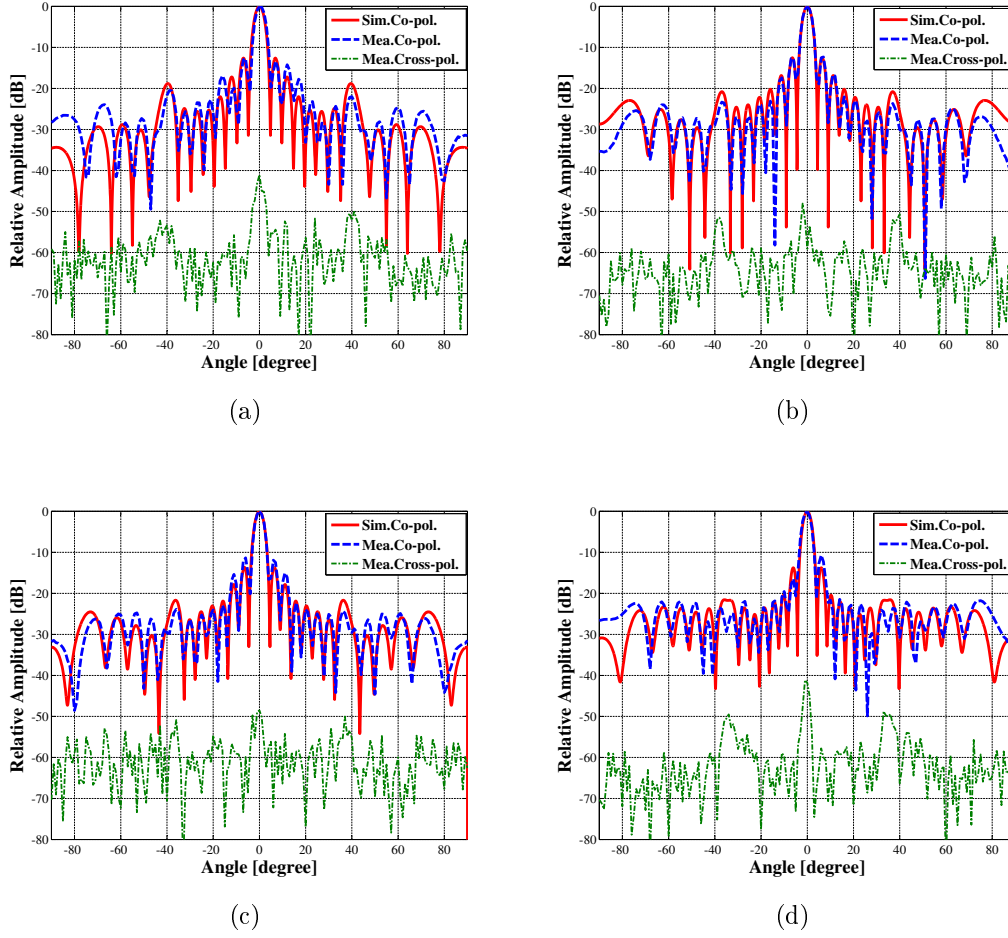 0
-10
-20
-30
-40
-50
-60
-70
-80
-80 -60 -40 -20 0 20 40 60 80
Relative Amplitude [dB]
Angle [degree]
Sim.Co-pol.
Mea.Co-pol.
Mea.Cross-pol.
(a)
0
-10
-20
-30
-40
-50
-60
-70
-80
-80 -60 -40 -20 0 20 40 60 80
Relative Amplitude [dB]
Angle [degree]
Sim.Co-pol.
Mea.Co-pol.
Mea.Cross-pol.
(b)
0
-10
-20
-30
-40
-50
-60
-70
-80
-80 -60 -40 -20 0 20 40 60 80
Relative Amplitude [dB]
Angle [degree]
Sim.Co-pol.
Mea.Co-pol.
Mea.Cross-pol.
(c)
0
-10
-20
-30
-40
-50
-60
-70
-80
-80 -60 -40 -20 0 20 40 60 80
Relative Amplitude [dB]
Angle [degree]
Sim.Co-pol.
Mea.Co-pol.
Mea.Cross-pol.
(d)